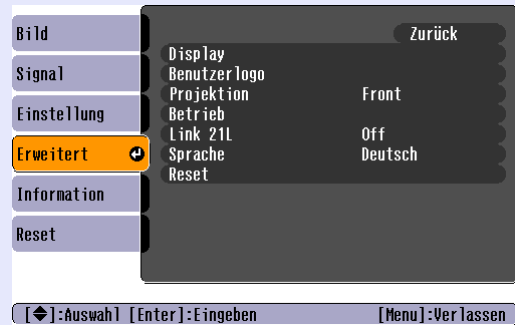 Bild
Signal
Einstellung
Erweitert
Information
Reset
Zurück
Display
Benutzerlogo
Projektion Front
Betrieb
Link 21L Off
Sprache Deutsch
Reset
[◆]:Auswahl [Enter]:Eingeben [Menu]:Verlassen